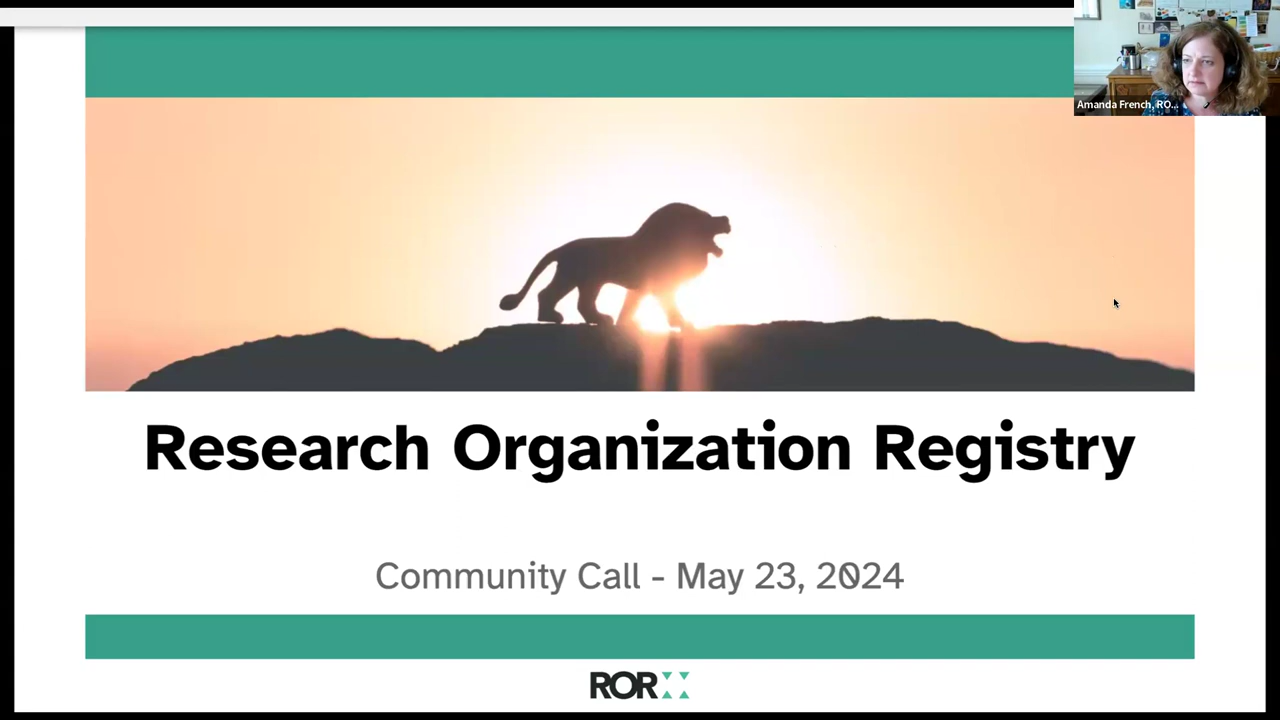 Amanda French, RO...
Research Organization Registry
Community Call - May 23, 2024
ROR